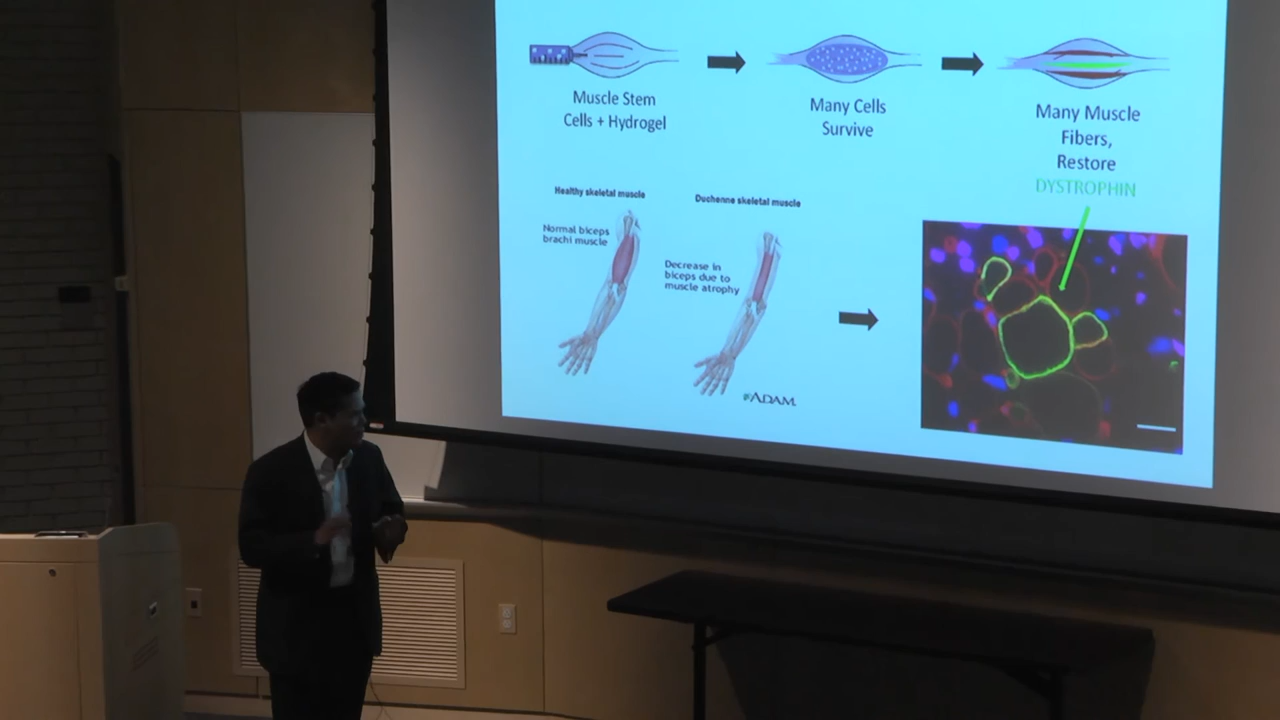 Muscle Stem
Cells + Hydrogel
Many Cells
Survive
Many Muscle
Fibers,
Restore
DYSTROPHIN
Healthy skeletal muscle
Normal biceps
brachi muscle
Duchenne skeletal muscle
Decrease in
biceps due to
muscle atrophy
ADAM.